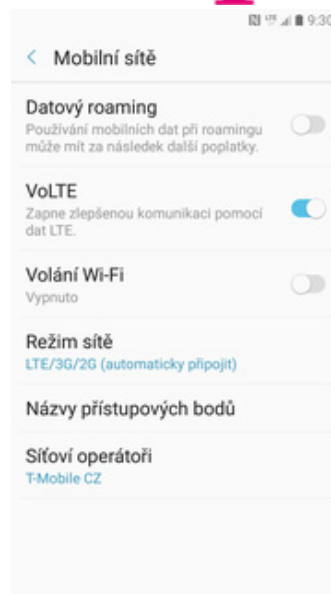 9:30
Mobilní sítě
Datový roaming
Používání mobilních dat při roamingu
může mít za následek další poplatky.
VoLTE
Zapne zlepšenou komunikaci pomocí
dat LTE.
Volání Wi-Fi
Vypnuto
Režim sítě
LTE/3G/2G (automaticky připojit)
Názvy přístupových bodů
Síťoví operátoři
T-Mobile CZ